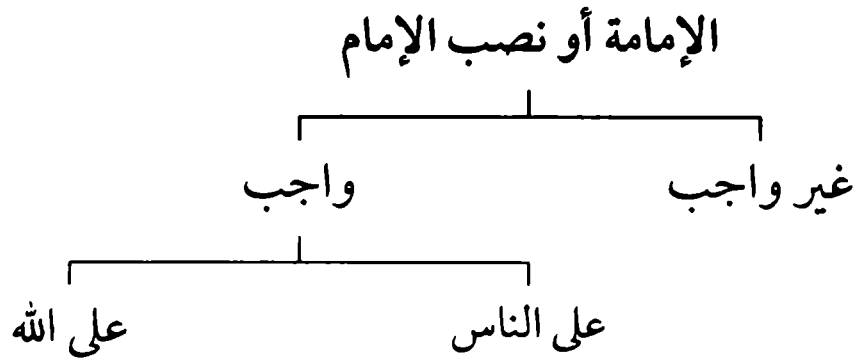 الإمامة أو نصب الإمام
غير واجب واجب
على الناس على الله